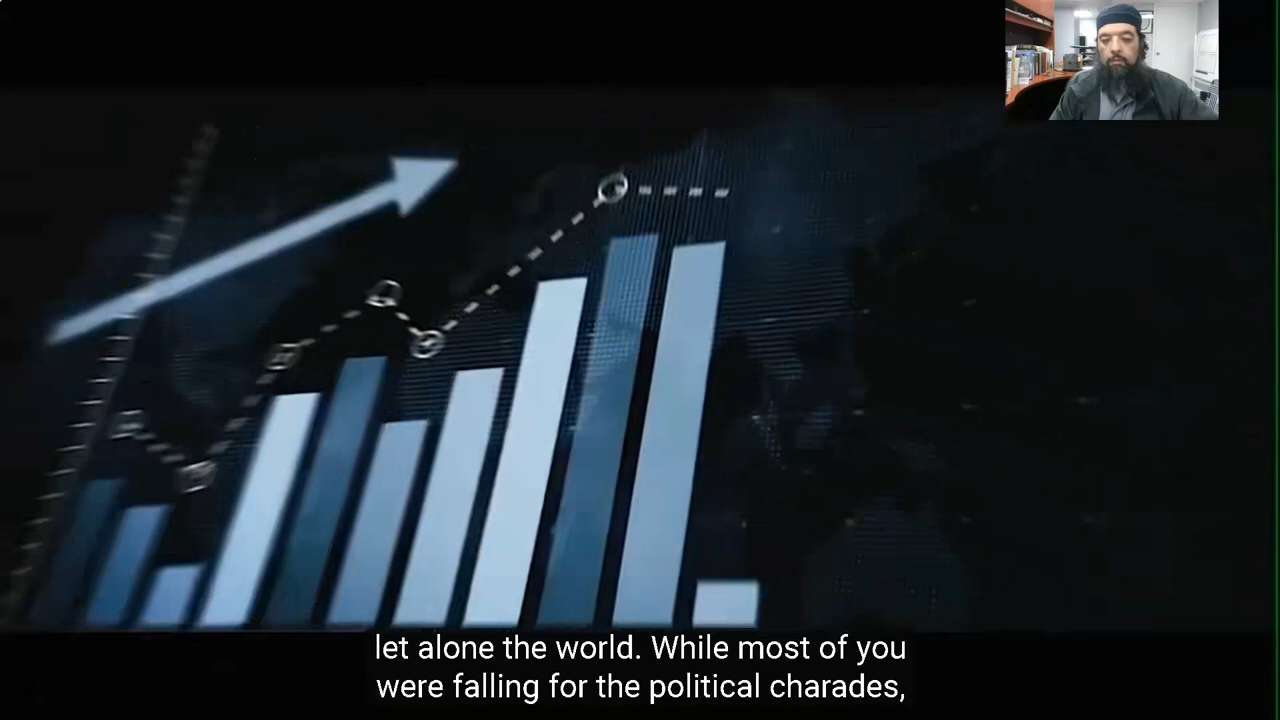 let alone the world. While most of you
were falling for the political charades,